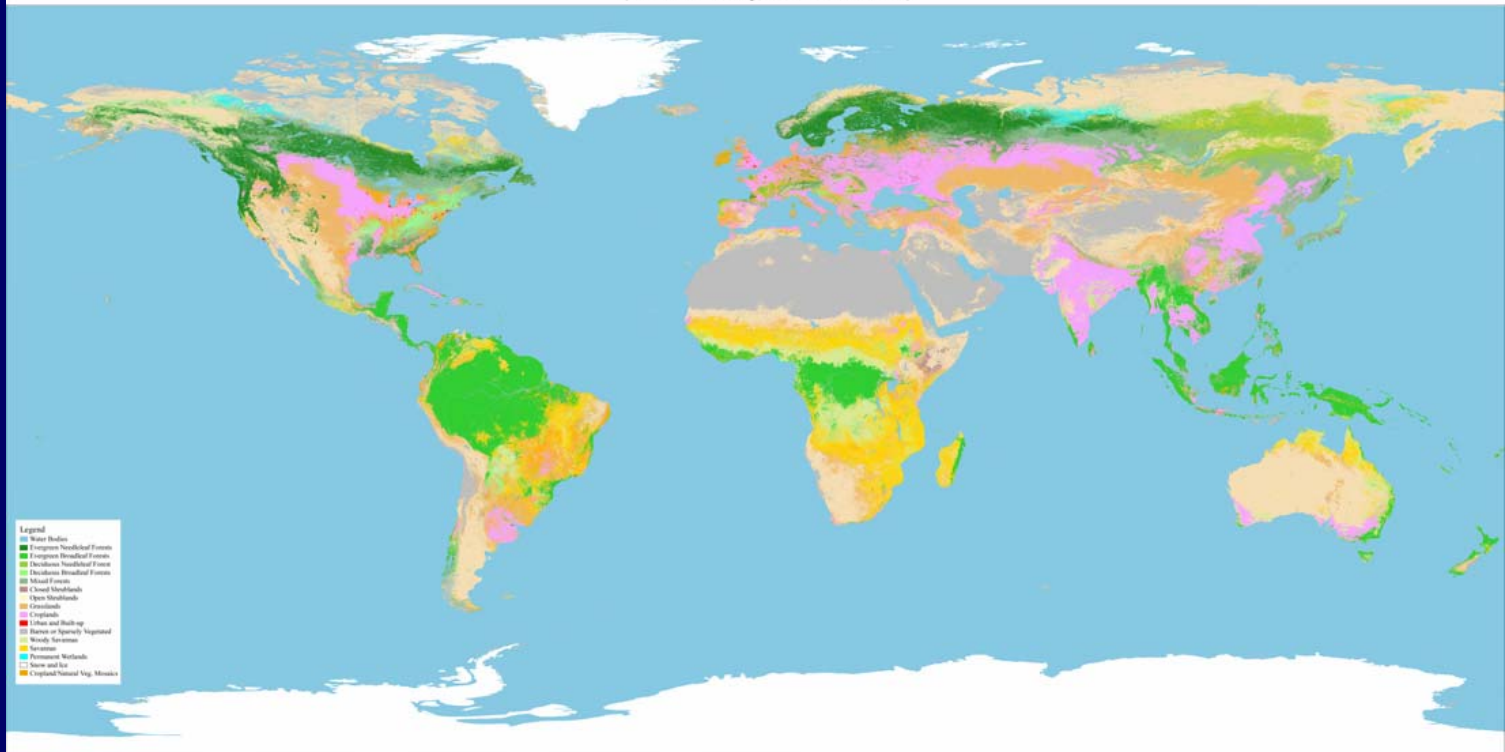 Legend
Water Bodies
Evergreen Needleleaf Forests
Evergreen Broadleaf Forests
Deciduous Needleleaf Forest
Deciduous Broadleaf Forests
Mixed Forests
Closed Shrublands
Open Shrublands
Grasslands
Croplands
Urban and Built-up
Barren or Sparsely Vegetated
Woody Savannas
Savannas
Permanent Wetlands
Snow and Ice
Cropland/Natural Veg. Mosaics